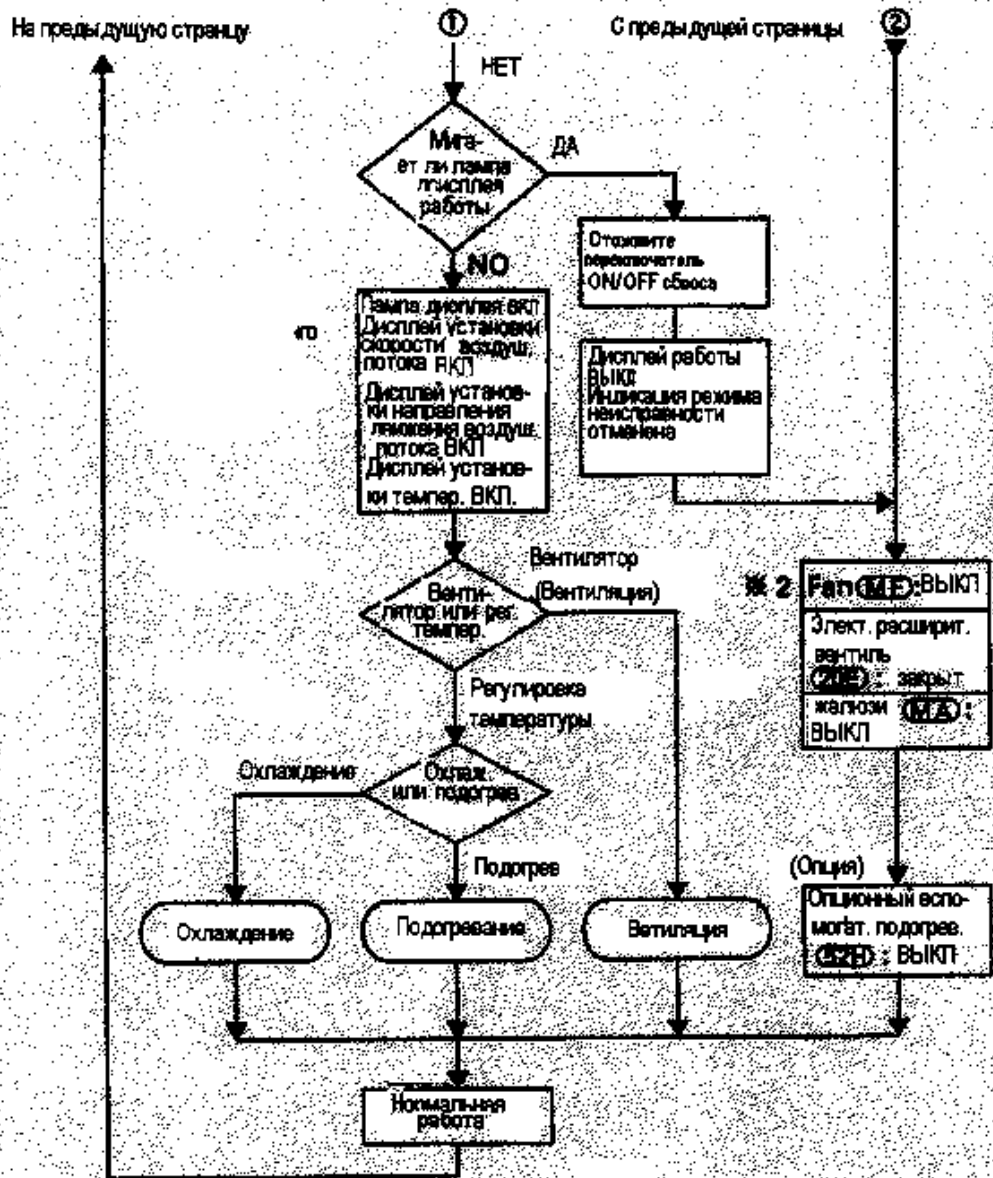 На предыдущую странцу
①
С предыдущей страницы
②
НЕТ
Мига-
ет ли лампа
дисплея
работы
ДА
NO
Отожмите
переключатель
ON/OFF сброса
Лампа дисплея ВКЛ
Дисплей установки
скорости воздуш.
потока ВКЛ
Дисплей установ-
ки направления
движения воздуш.
потока ВКЛ
Дисплей установ-
ки темпер. ВКЛ.
Дисплей работы
ВЫКЛ
Индикация режима
неисправности
отменена
Венти-
лятор или рег.
темпер.
Вентилятор
(Вентиляция)
※ 2 Fan (MF): ВЫКЛ
Элект. расширит.
вентиль
(20E) : закрыт
жалюзи (MA) :
ВЫКЛ
Регулировка
температуры
Охлаждение
Охлаж.
или подогрев
Подогрев
(Опция)
Опционный вспо-
могат. подогрев.
(52H) : ВЫКЛ
Охлаждение
Подогревание
Ветиляция
Нормальная
работа